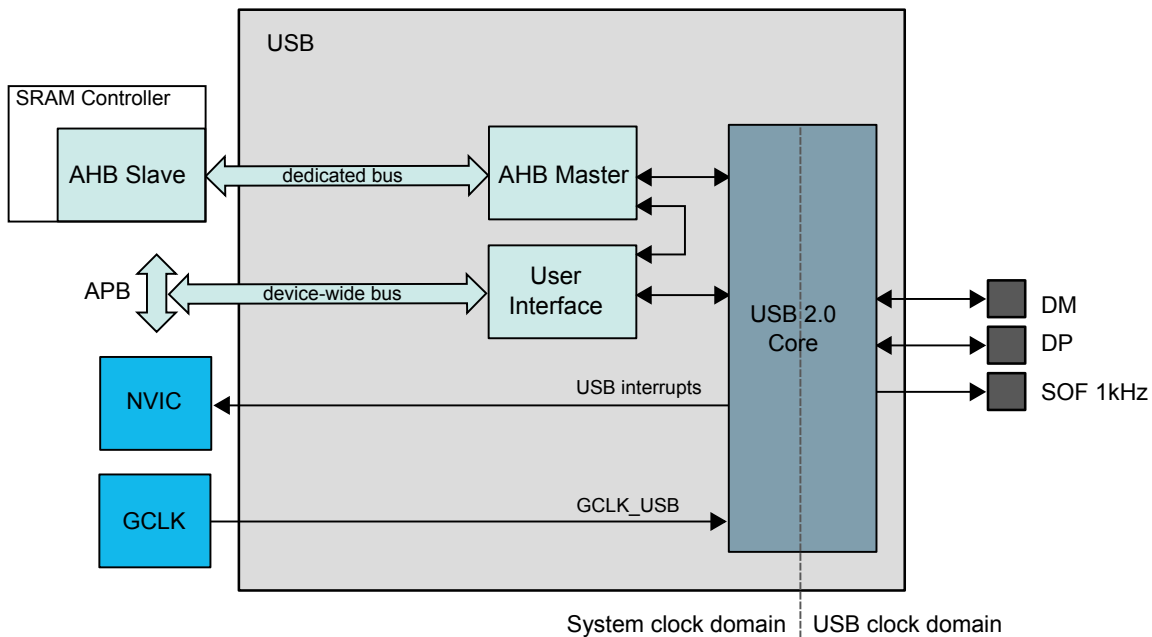 USB
SRAM Controller
AHB Slave
dedicated bus
AHB Master
APB
device-wide bus
User
Interface
USB 2.0
Core
DM
DP
SOF 1kHz
NVIC
USB interrupts
GCLK
GCLK_USB
System clock domain
USB clock domain